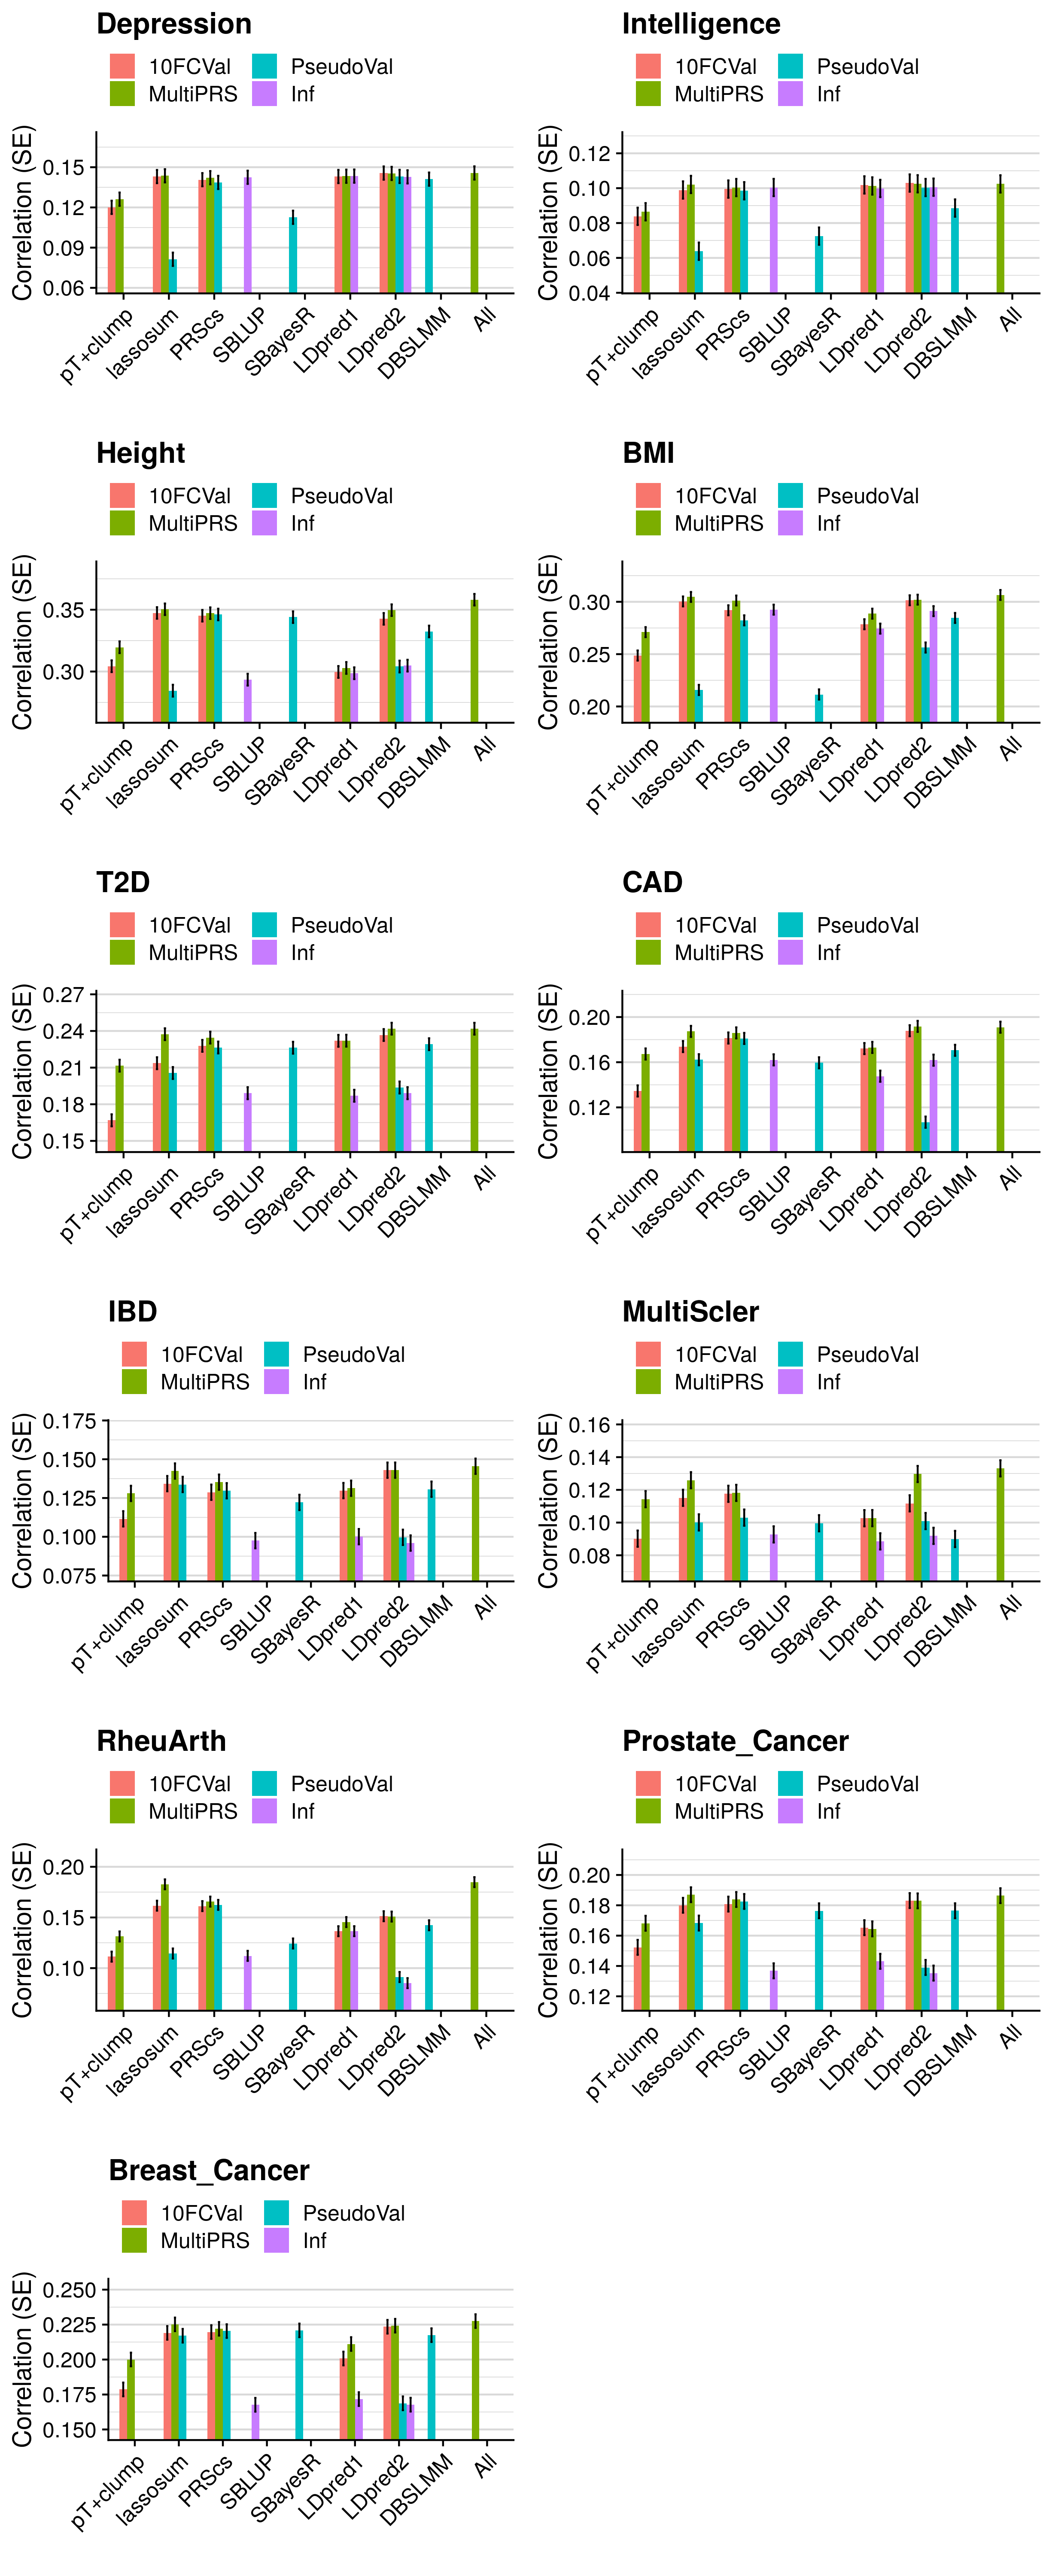 Depression
10FCVal PseudoVal
MultiPRS Inf
Correlation (SE)
0.15
0.12
0.09
0.06
pT+clump lassosum PRScs SBLUP SBayesR LDpred1 LDpred2 DBSLMM All
Intelligence
10FCVal PseudoVal
MultiPRS Inf
Correlation (SE)
0.12
0.10
0.08
0.06
0.04
pT+clump lassosum PRScs SBLUP SBayesR LDpred1 LDpred2 DBSLMM All
Height
10FCVal PseudoVal
MultiPRS Inf
Correlation (SE)
0.35
0.30
pT+clump lassosum PRScs SBLUP SBayesR LDpred1 LDpred2 DBSLMM All
BMI
10FCVal PseudoVal
MultiPRS Inf
Correlation (SE)
0.30
0.25
0.20
pT+clump lassosum PRScs SBLUP SBayesR LDpred1 LDpred2 DBSLMM All
T2D
10FCVal PseudoVal
MultiPRS Inf
Correlation (SE)
0.27
0.24
0.21
0.18
0.15
pT+clump lassosum PRScs SBLUP SBayesR LDpred1 LDpred2 DBSLMM All
CAD
10FCVal PseudoVal
MultiPRS Inf
Correlation (SE)
0.20
0.16
0.12
pT+clump lassosum PRScs SBLUP SBayesR LDpred1 LDpred2 DBSLMM All
IBD
10FCVal PseudoVal
MultiPRS Inf
Correlation (SE)
0.175
0.150
0.125
0.100
0.075
pT+clump lassosum PRScs SBLUP SBayesR LDpred1 LDpred2 DBSLMM All
MultiScler
10FCVal PseudoVal
MultiPRS Inf
Correlation (SE)
0.16
0.14
0.12
0.10
0.08
pT+clump lassosum PRScs SBLUP SBayesR LDpred1 LDpred2 DBSLMM All
RheuArth
10FCVal PseudoVal
MultiPRS Inf
Correlation (SE)
0.20
0.15
0.10
pT+clump lassosum PRScs SBLUP SBayesR LDpred1 LDpred2 DBSLMM All
Prostate_Cancer
10FCVal PseudoVal
MultiPRS Inf
Correlation (SE)
0.20
0.18
0.16
0.14
0.12
pT+clump lassosum PRScs SBLUP SBayesR LDpred1 LDpred2 DBSLMM All
Breast_Cancer
10FCVal PseudoVal
MultiPRS Inf
Correlation (SE)
0.250
0.225
0.200
0.175
0.150
pT+clump lassosum PRScs SBLUP SBayesR LDpred1 LDpred2 DBSLMM All